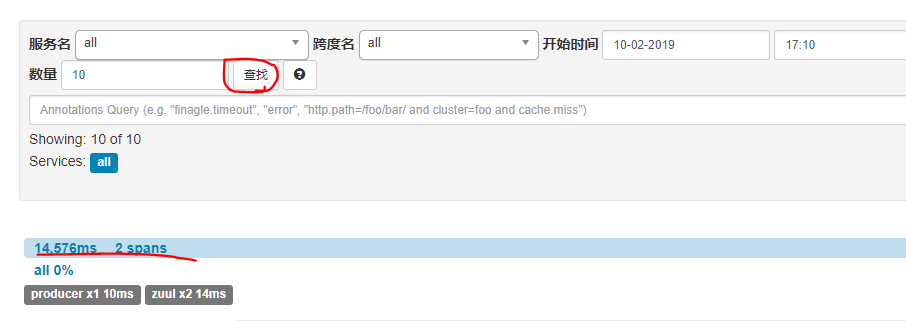 服务名 all 跨度名 all 开始时间 10-02-2019 17:10
数量 10 查找
Annotations Query (e.g. "finagle.timeout", "error", "http.path=/foo/bar/ and cluster=foo and cache.miss")
Showing: 10 of 10
Services: all
14.576ms 2 spans
all 0%
producer x1 10ms zuul x2 14ms